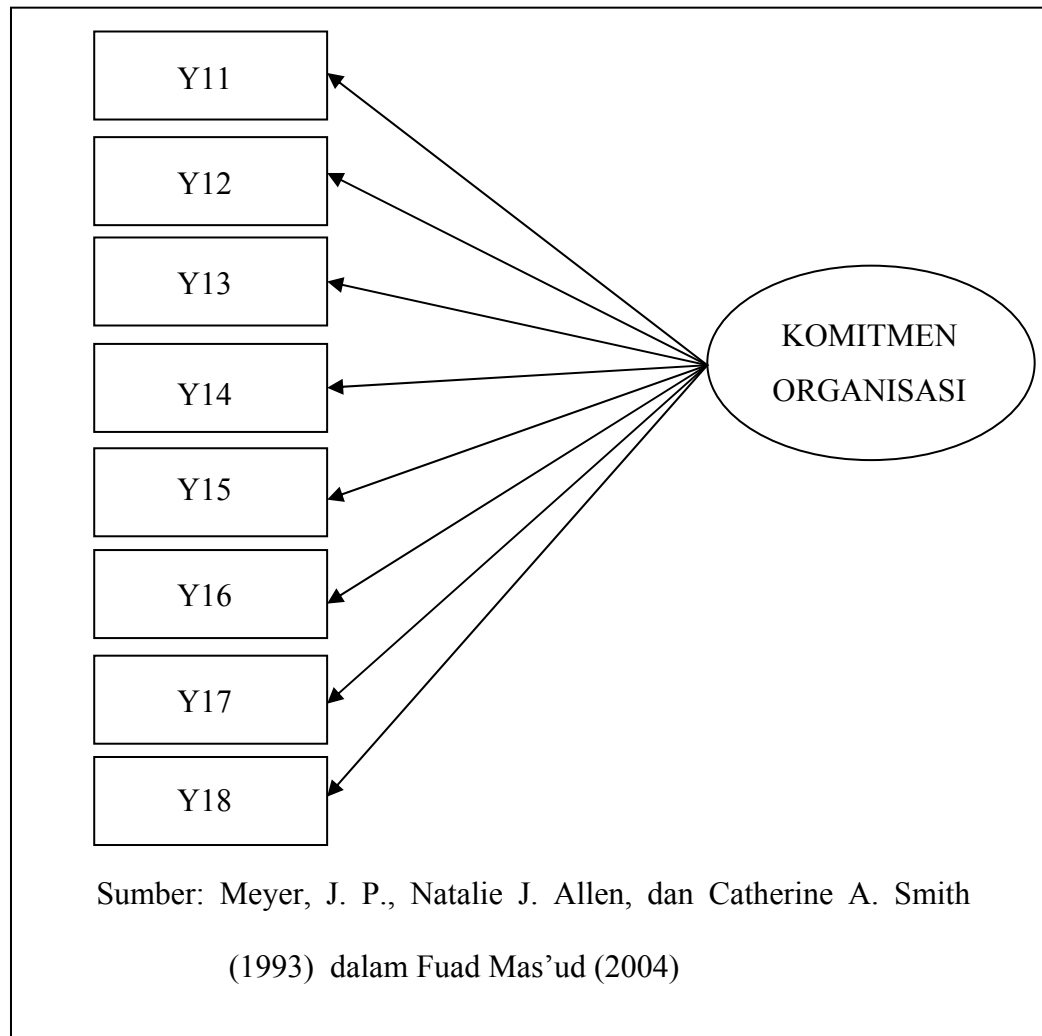 Y11
Y12
Y13
Y14
Y15
Y16
Y17
Y18
KOMITMEN
ORGANISASI
Sumber: Meyer, J. P., Natalie J. Allen, dan Catherine A. Smith
(1993) dalam Fuad Mas’ud (2004)